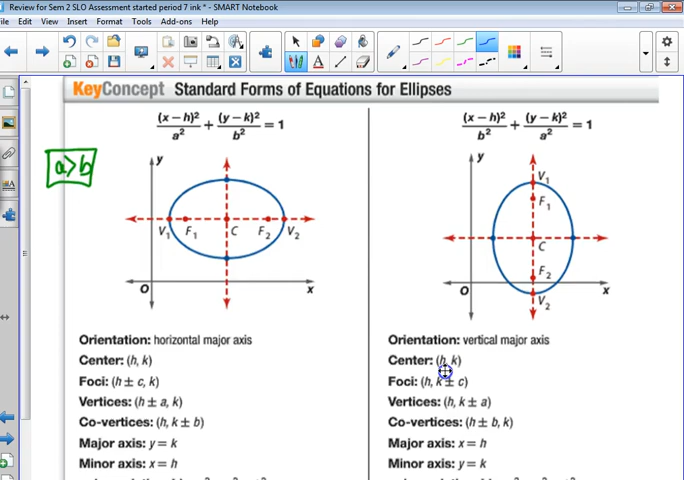 Review for Sem 2 SLO Assessment started period 7 ink * - SMART Notebook
Edit View Insert Format Tools Add-ons Help
KeyConcept Standard Forms of Equations for Ellipses
(x − h)²/a² + (y − k)²/b² = 1
a>b
y
V₁ F₁ C F₂ V₂
O x
Orientation: horizontal major axis
Center: (h, k)
Foci: (h ± c, k)
Vertices: (h ± a, k)
Co-vertices: (h, k ± b)
Major axis: y = k
Minor axis: x = h
(x − h)²/b² + (y − k)²/a² = 1
y
V₁
F₁
C
F₂
O x
V₂
Orientation: vertical major axis
Center: (h, k)
Foci: (h, k ± c)
Vertices: (h, k ± a)
Co-vertices: (h ± b, k)
Major axis: x = h
Minor axis: y = k